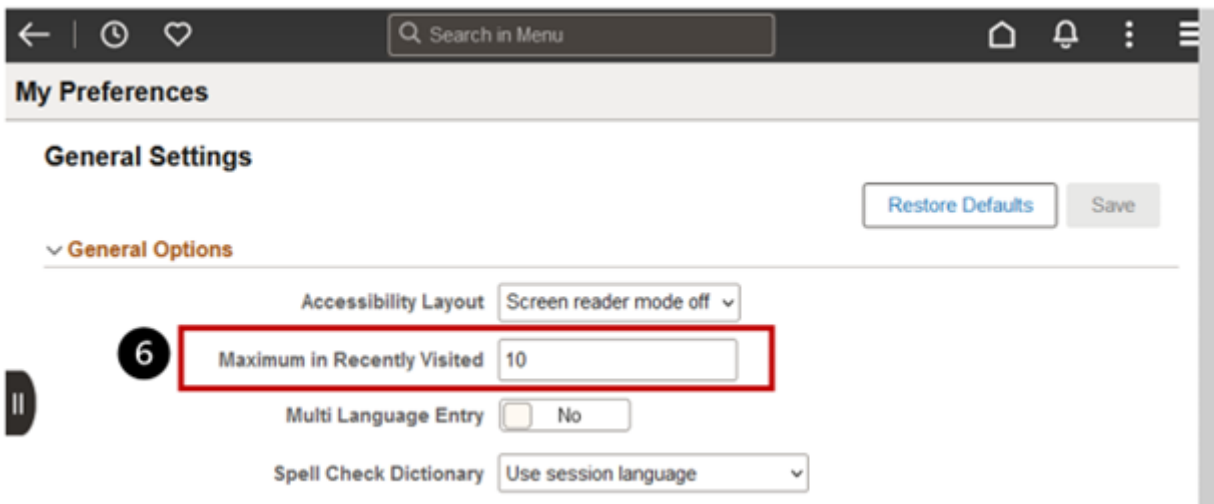 Search in Menu
My Preferences
General Settings
Restore Defaults Save
General Options
Accessibility Layout Screen reader mode off
6 Maximum in Recently Visited 10
Multi Language Entry No
Spell Check Dictionary Use session language